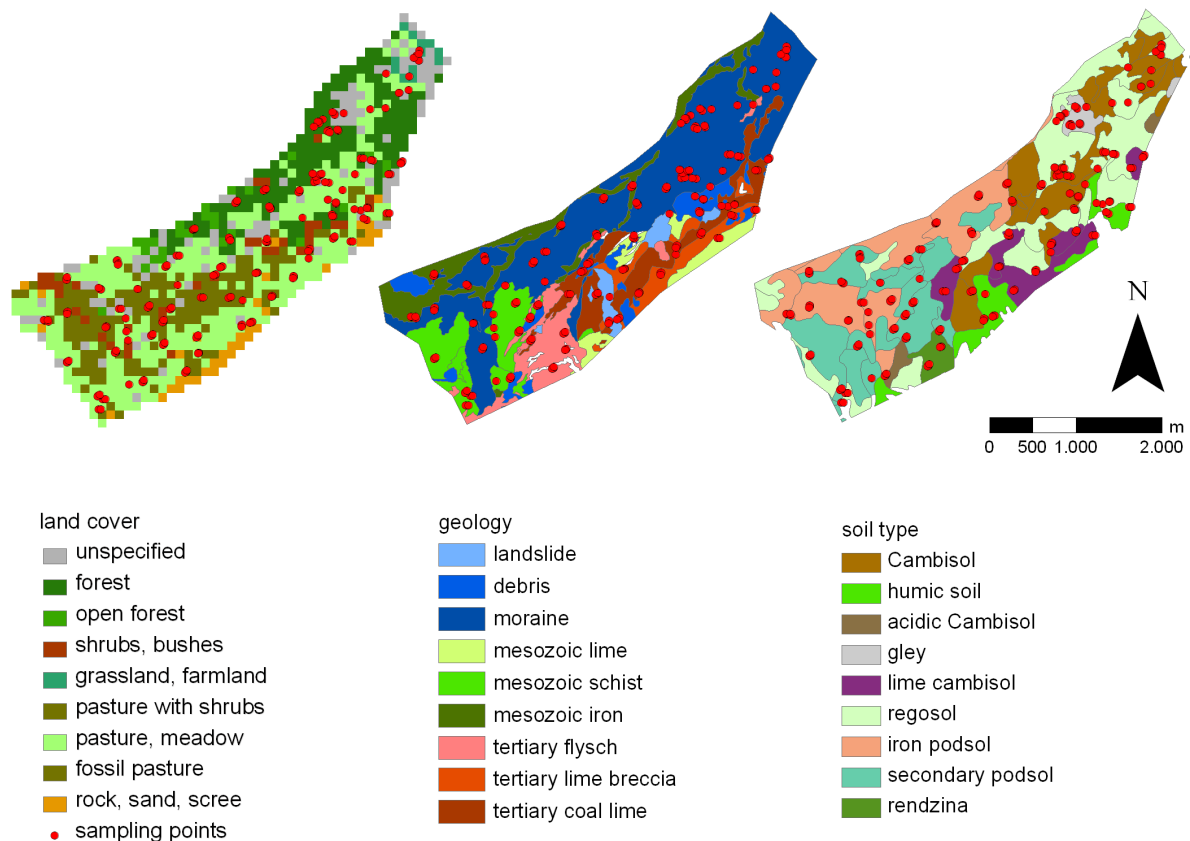 N
m
0 500 1.000 2.000
land cover
unspecified
forest
open forest
shrubs, bushes
grassland, farmland
pasture with shrubs
pasture, meadow
fossil pasture
rock, sand, scree
sampling points
geology
landslide
debris
moraine
mesozoic lime
mesozoic schist
mesozoic iron
tertiary flysch
tertiary lime breccia
tertiary coal lime
soil type
Cambisol
humic soil
acidic Cambisol
gley
lime cambisol
regosol
iron podsol
secondary podsol
rendzina